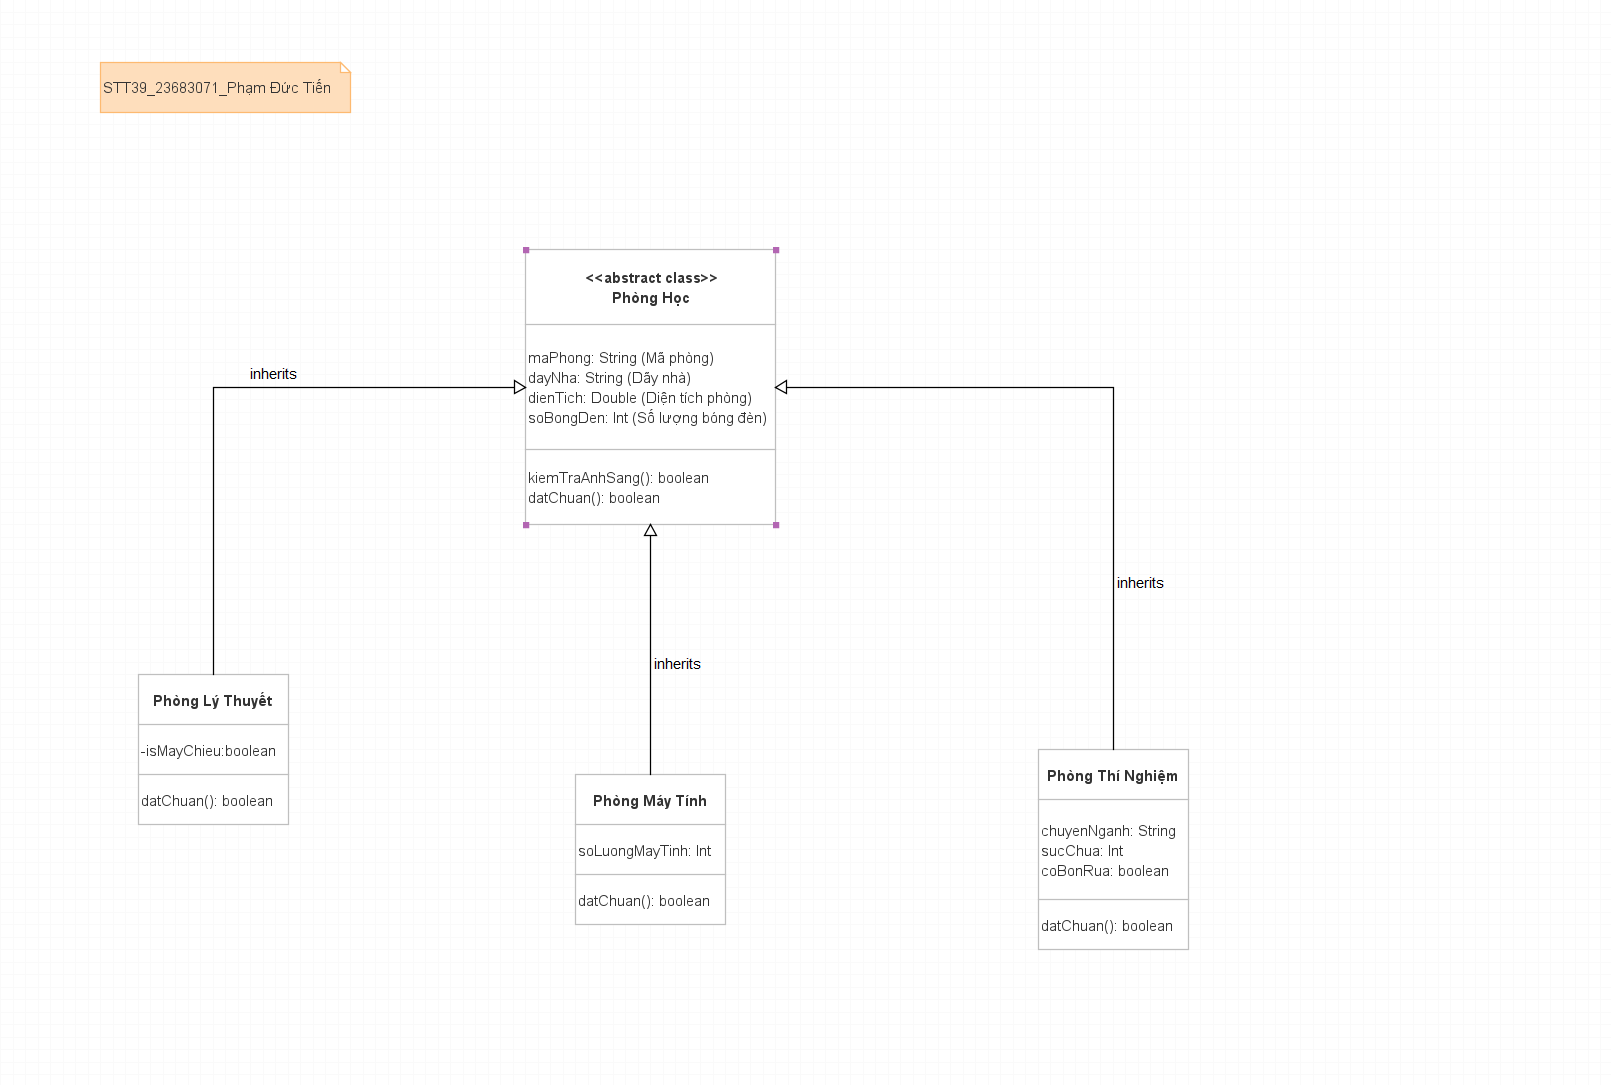 STT39_23683071_Phạm Đức Tiến
<<abstract class>>
Phòng Học
maPhong: String (Mã phòng)
dayNha: String (Dãy nhà)
dienTich: Double (Diện tích phòng)
soBongDen: Int (Số lượng bóng đèn)
kiemTraAnhSang(): boolean
datChuan(): boolean
inherits
inherits
inherits
Phòng Lý Thuyết
-isMayChieu:boolean
datChuan(): boolean
Phòng Máy Tính
soLuongMayTinh: Int
datChuan(): boolean
Phòng Thí Nghiệm
chuyenNganh: String
sucChua: Int
coBonRua: boolean
datChuan(): boolean